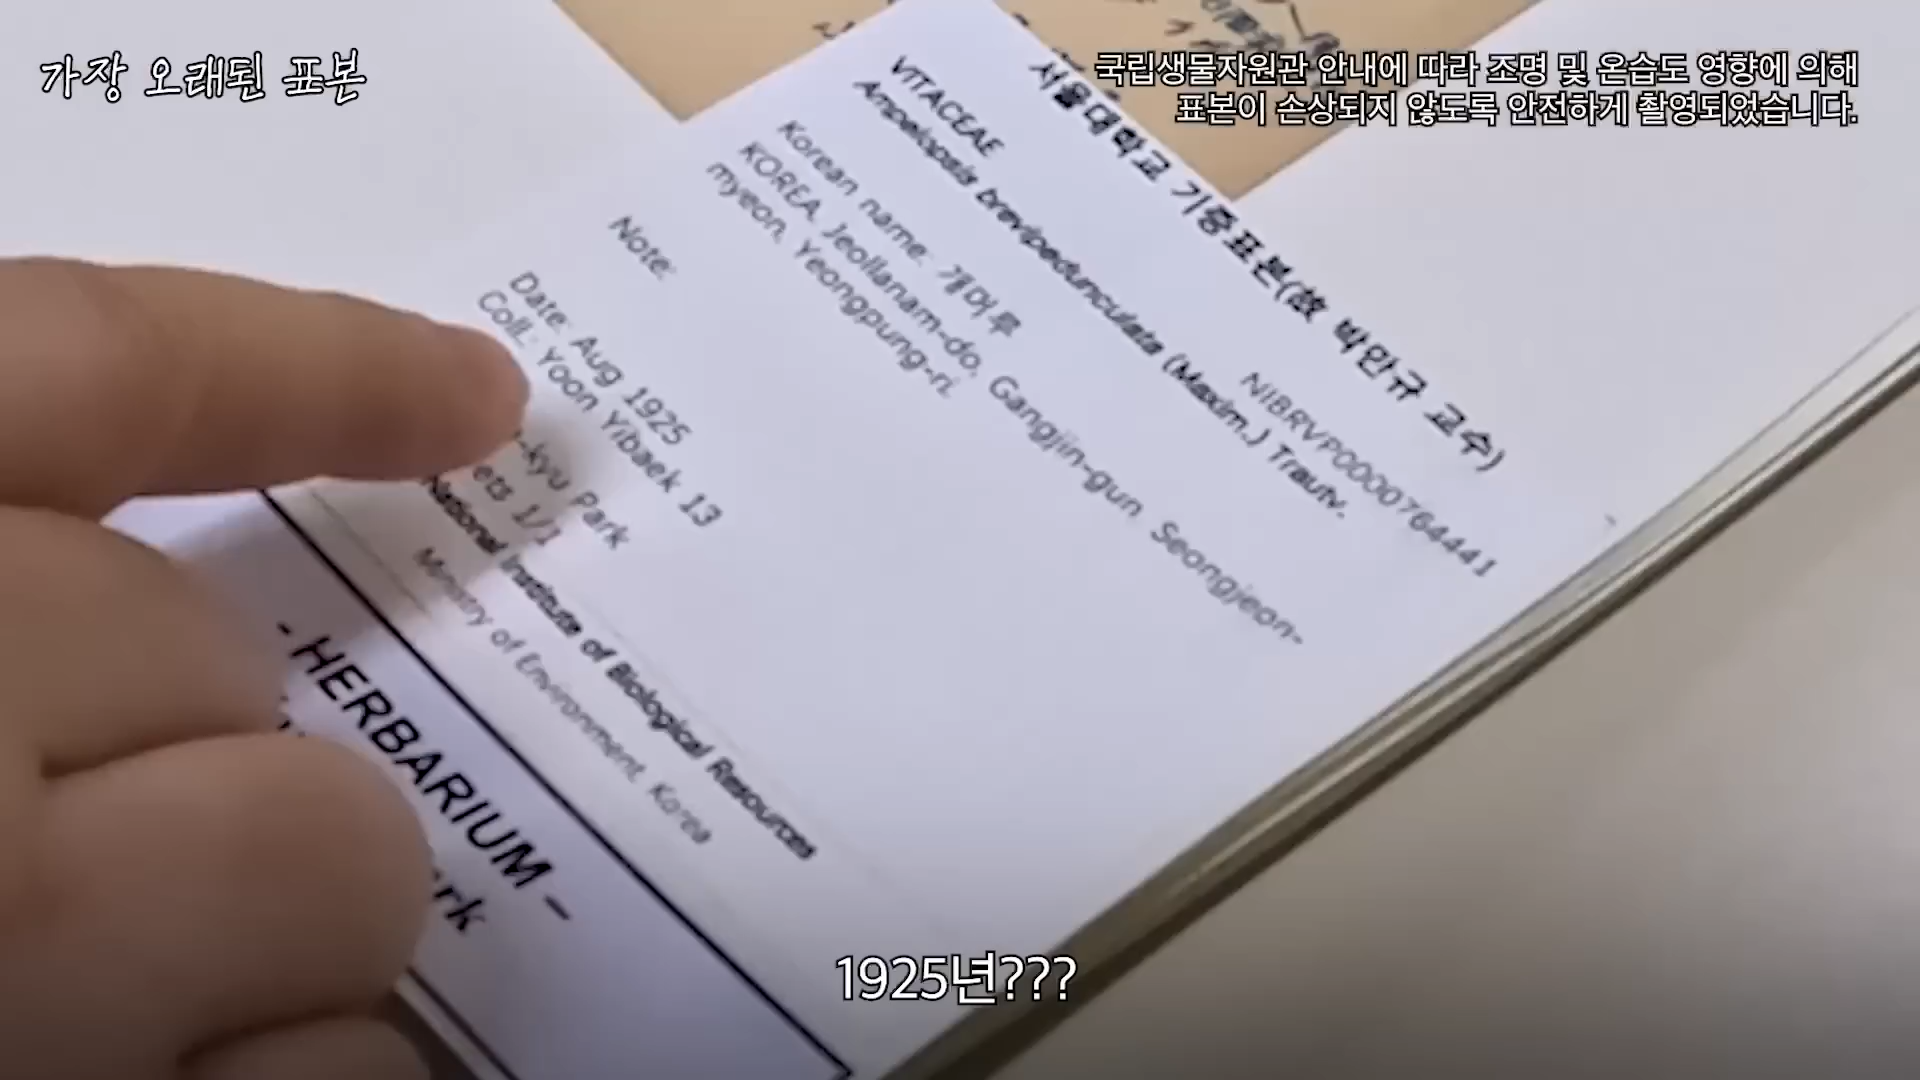 가장 오래된 표본
국립생물자원관 안내에 따라 조명 및 온습도 영향에 의해
표본이 손상되지 않도록 안전하게 촬영되었습니다.
서울대학교 기증표본(故 박만규 교수)
NIBRVP0000764441
VITACEAE
Ampelopsis brevipedunculata (Maxim.) Trautv.
Korean name: 개머루
KOREA, Jeollanam-do, Gangjin-gun, Seongjeon-
myeon, Yeongpung-ri,
Note:
Date: Aug 1925
Coll.: Yoon Yibaek 13
-kyu Park
ets 1/1
National Institute of Biological Resources
Ministry of Environment, Korea
- HERBARIUM -
1925년???